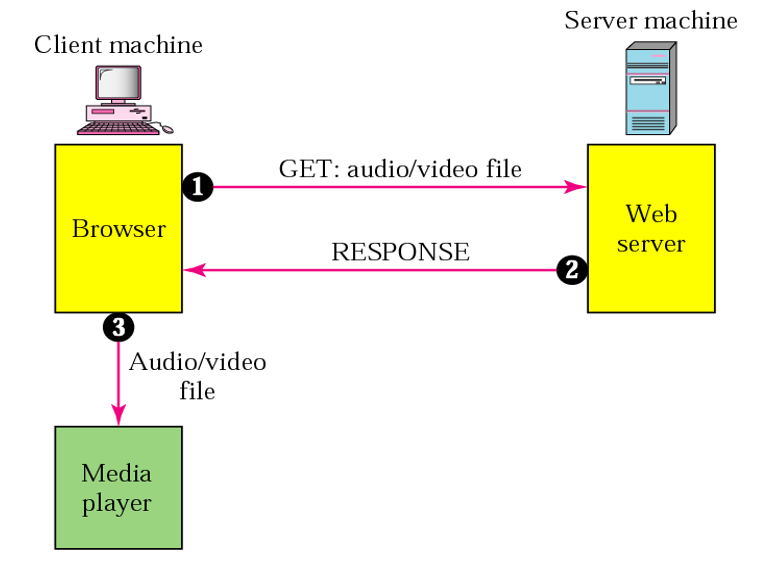 Client machine
Server machine
1
GET: audio/video file
Browser
Web
server
RESPONSE
2
3
Audio/video
file
Media
player